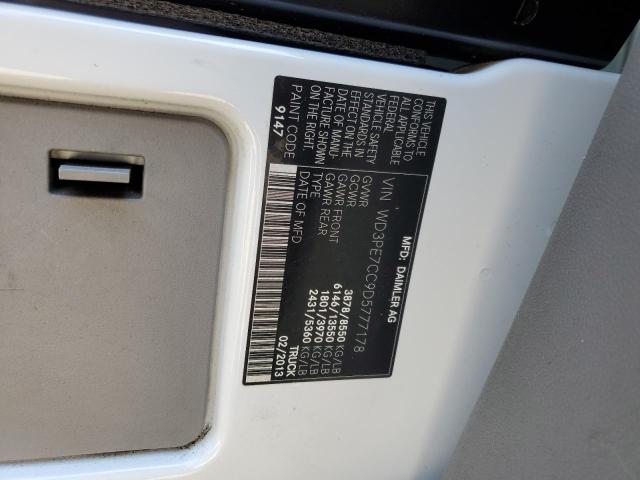 MFD: DAIMLER AG
VIN WD3PE7CC9D5777178
GVWR 3878/8550 KG/LB
GCWR 6146/13550 KG/LB
GAWR FRONT 1801/3970 KG/LB
GAWR REAR 2431/5360 KG/LB
TYPE TRUCK
DATE OF MFD 02/2013
THIS VEHICLE
CONFORMS TO
ALL APPLICABLE
FEDERAL
VEHICLE SAFETY
STANDARDS IN
EFFECT ON THE
DATE OF MANU-
FACTURE SHOWN
ON THE RIGHT.
PAINT CODE
9147